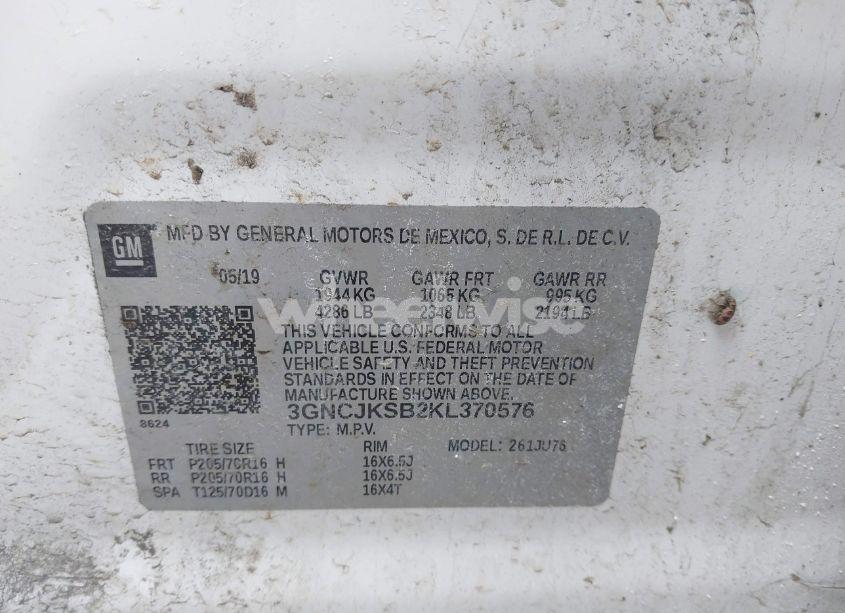 GM
MFD BY GENERAL MOTORS DE MEXICO, S. DE R.L. DE C.V.
05/19 GVWR GAWR FRT GAWR RR
1944 KG 1065 KG 995 KG
4286 LB 2348 LB 2194 LB
THIS VEHICLE CONFORMS TO ALL
APPLICABLE U.S. FEDERAL MOTOR
VEHICLE SAFETY AND THEFT PREVENTION
STANDARDS IN EFFECT ON THE DATE OF
MANUFACTURE SHOWN ABOVE.
3GNCJKSB2KL370576
8624
TYPE: M.P.V.
TIRE SIZE RIM MODEL: 261JU76
FRT P205/70R16 H 16X6.5J
RR P205/70R16 H 16X6.5J
SPA T125/70D16 M 16X4T